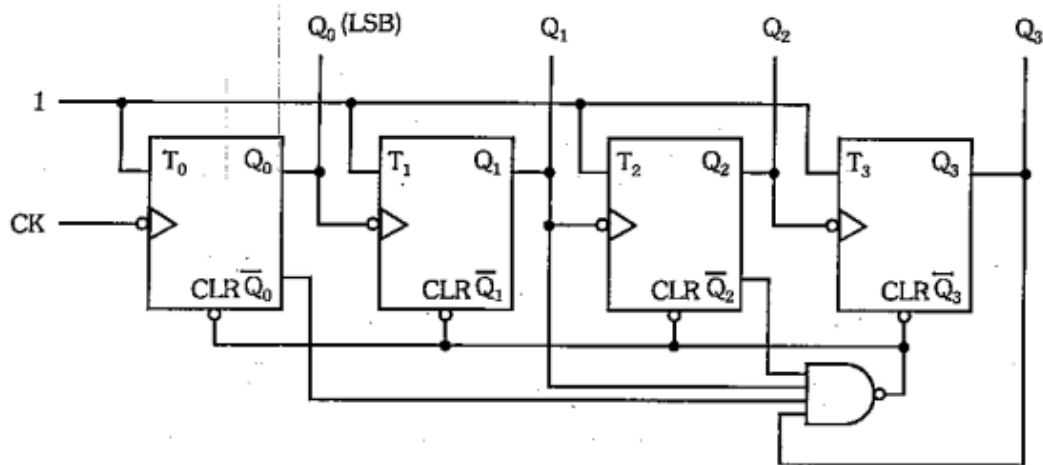 Q₀ (LSB) Q₁ Q₂ Q₃
1
T₀ Q₀ T₁ Q₁ T₂ Q₂ T₃ Q₃
CK
CLR Q̅₀ CLR Q̅₁ CLR Q̅₂ CLR Q̅₃